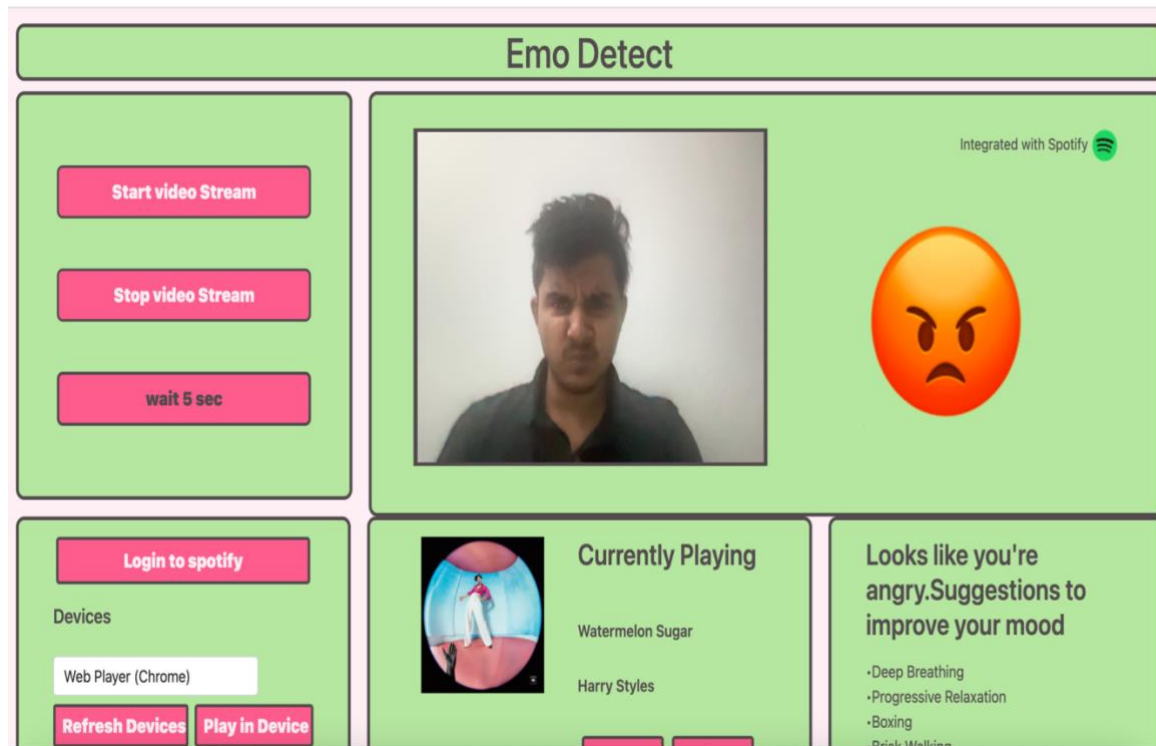 Emo Detect
Start video Stream
Stop video Stream
wait 5 sec
Integrated with Spotify
Login to spotify
Devices
Web Player (Chrome)
Refresh Devices
Play in Device
Currently Playing
Watermelon Sugar
Harry Styles
Looks like you're
angry.Suggestions to
improve your mood
•Deep Breathing
•Progressive Relaxation
•Boxing
•Brisk Walking